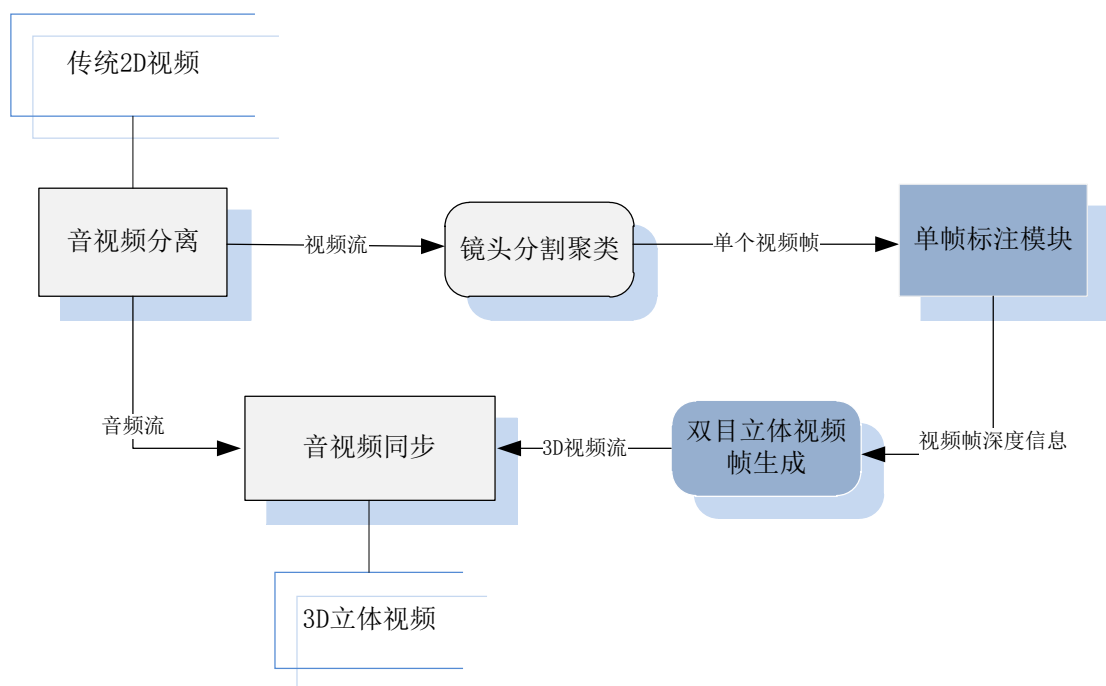 传统2D视频
音视频分离
视频流
镜头分割聚类
单个视频帧
单帧标注模块
音频流
音视频同步
3D视频流
双目立体视频
帧生成
视频帧深度信息
3D立体视频